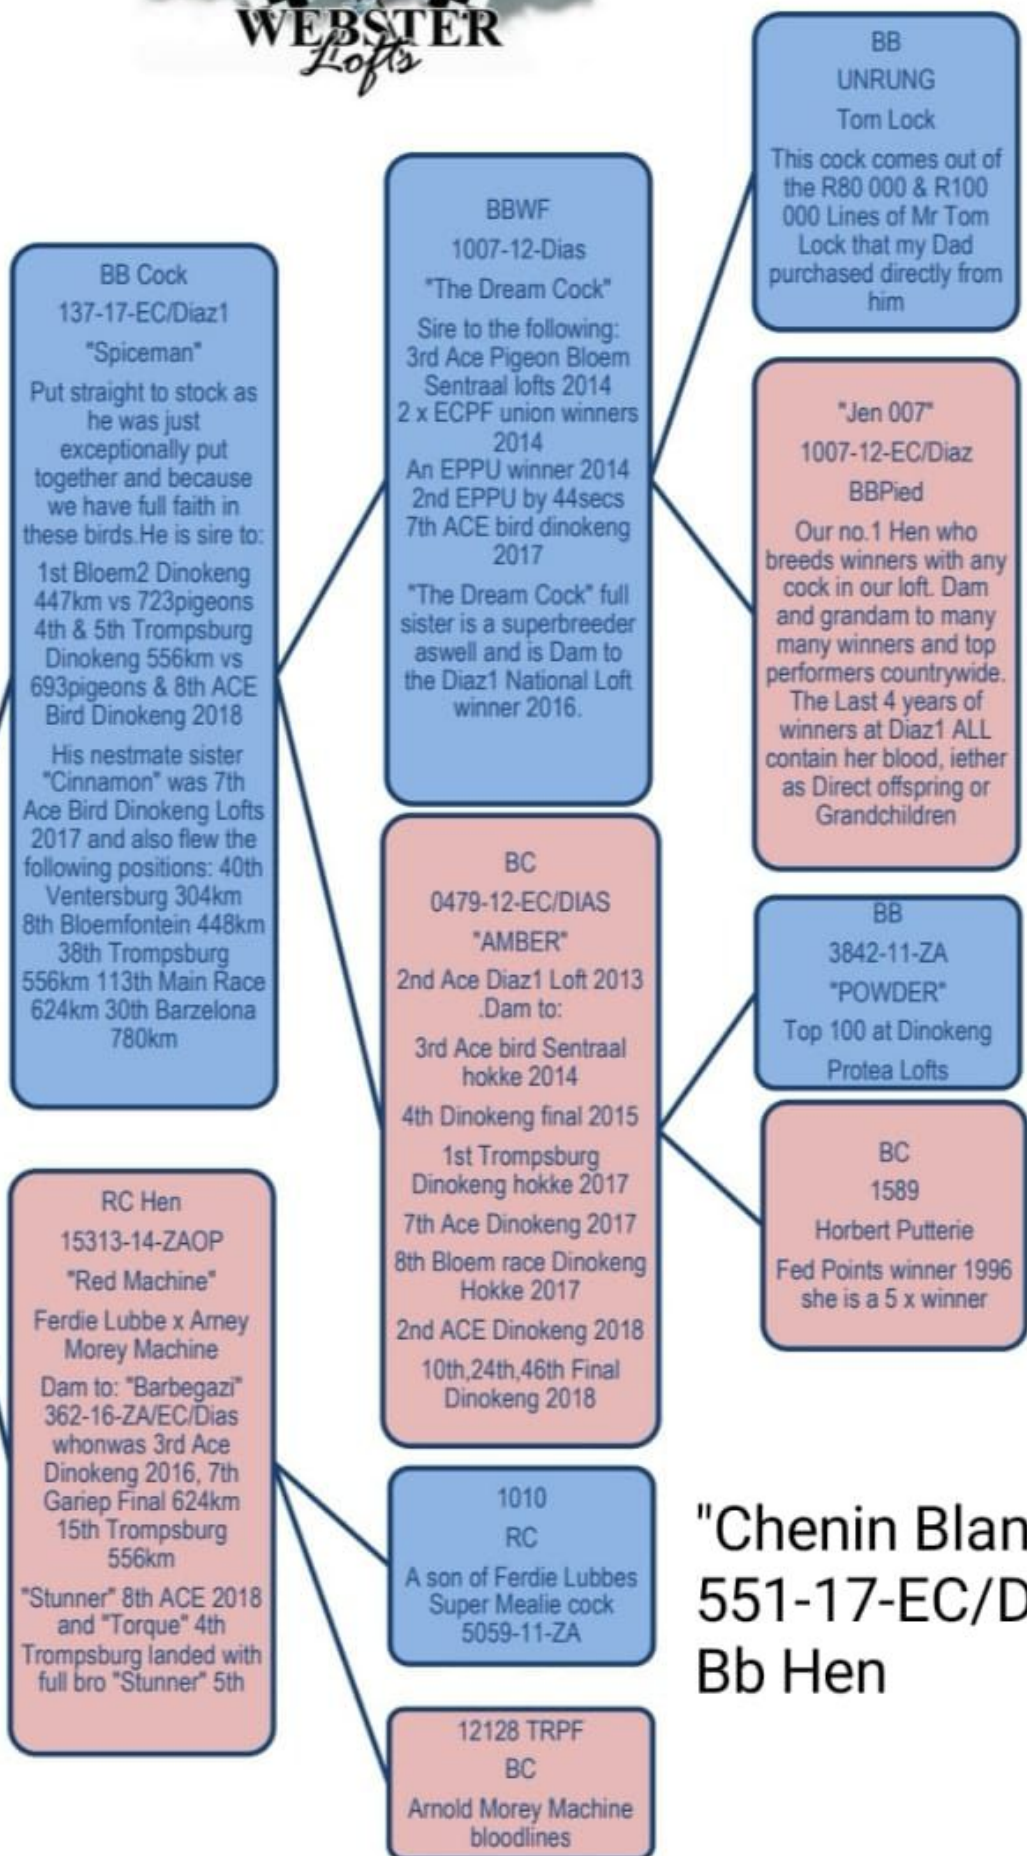 WEBSTER
Lofts
BB Cock
137-17-EC/Diaz1
"Spiceman"
Put straight to stock as
he was just
exceptionally put
together and because
we have full faith in
these birds.He is sire to:
1st Bloem2 Dinokeng
447km vs 723pigeons
4th & 5th Trompsburg
Dinokeng 556km vs
693pigeons & 8th ACE
Bird Dinokeng 2018
His nestmate sister
"Cinnamon" was 7th
Ace Bird Dinokeng Lofts
2017 and also flew the
following positions: 40th
Ventersburg 304km
8th Bloemfontein 448km
38th Trompsburg
556km 113th Main Race
624km 30th Barzelona
780km
RC Hen
15313-14-ZAOP
"Red Machine"
Ferdie Lubbe x Arney
Morey Machine
Dam to: "Barbegazi"
362-16-ZA/EC/Dias
whonwas 3rd Ace
Dinokeng 2016, 7th
Gariep Final 624km
15th Trompsburg
556km
"Stunner" 8th ACE 2018
and "Torque" 4th
Trompsburg landed with
full bro "Stunner" 5th
BBWF
1007-12-Dias
"The Dream Cock"
Sire to the following:
3rd Ace Pigeon Bloem
Sentraal lofts 2014
2 x ECPF union winners
2014
An EPPU winner 2014
2nd EPPU by 44secs
7th ACE bird dinokeng
2017
"The Dream Cock" full
sister is a superbreeder
aswell and is Dam to
the Diaz1 National Loft
winner 2016.
BC
0479-12-EC/DIAS
"AMBER"
2nd Ace Diaz1 Loft 2013
.Dam to:
3rd Ace bird Sentraal
hokke 2014
4th Dinokeng final 2015
1st Trompsburg
Dinokeng hokke 2017
7th Ace Dinokeng 2017
8th Bloem race Dinokeng
Hokke 2017
2nd ACE Dinokeng 2018
10th,24th,46th Final
Dinokeng 2018
1010
RC
A son of Ferdie Lubbes
Super Mealie cock
5059-11-ZA
12128 TRPF
BC
Arnold Morey Machine
bloodlines
BB
UNRUNG
Tom Lock
This cock comes out of
the R80 000 & R100
000 Lines of Mr Tom
Lock that my Dad
purchased directly from
him
"Jen 007"
1007-12-EC/Diaz
BBPied
Our no.1 Hen who
breeds winners with any
cock in our loft. Dam
and grandam to many
many winners and top
performers countrywide.
The Last 4 years of
winners at Diaz1 ALL
contain her blood, iether
as Direct offspring or
Grandchildren
BB
3842-11-ZA
"POWDER"
Top 100 at Dinokeng
Protea Lofts
BC
1589
Horbert Putterie
Fed Points winner 1996
she is a 5 x winner
"Chenin Blan
551-17-EC/D
Bb Hen